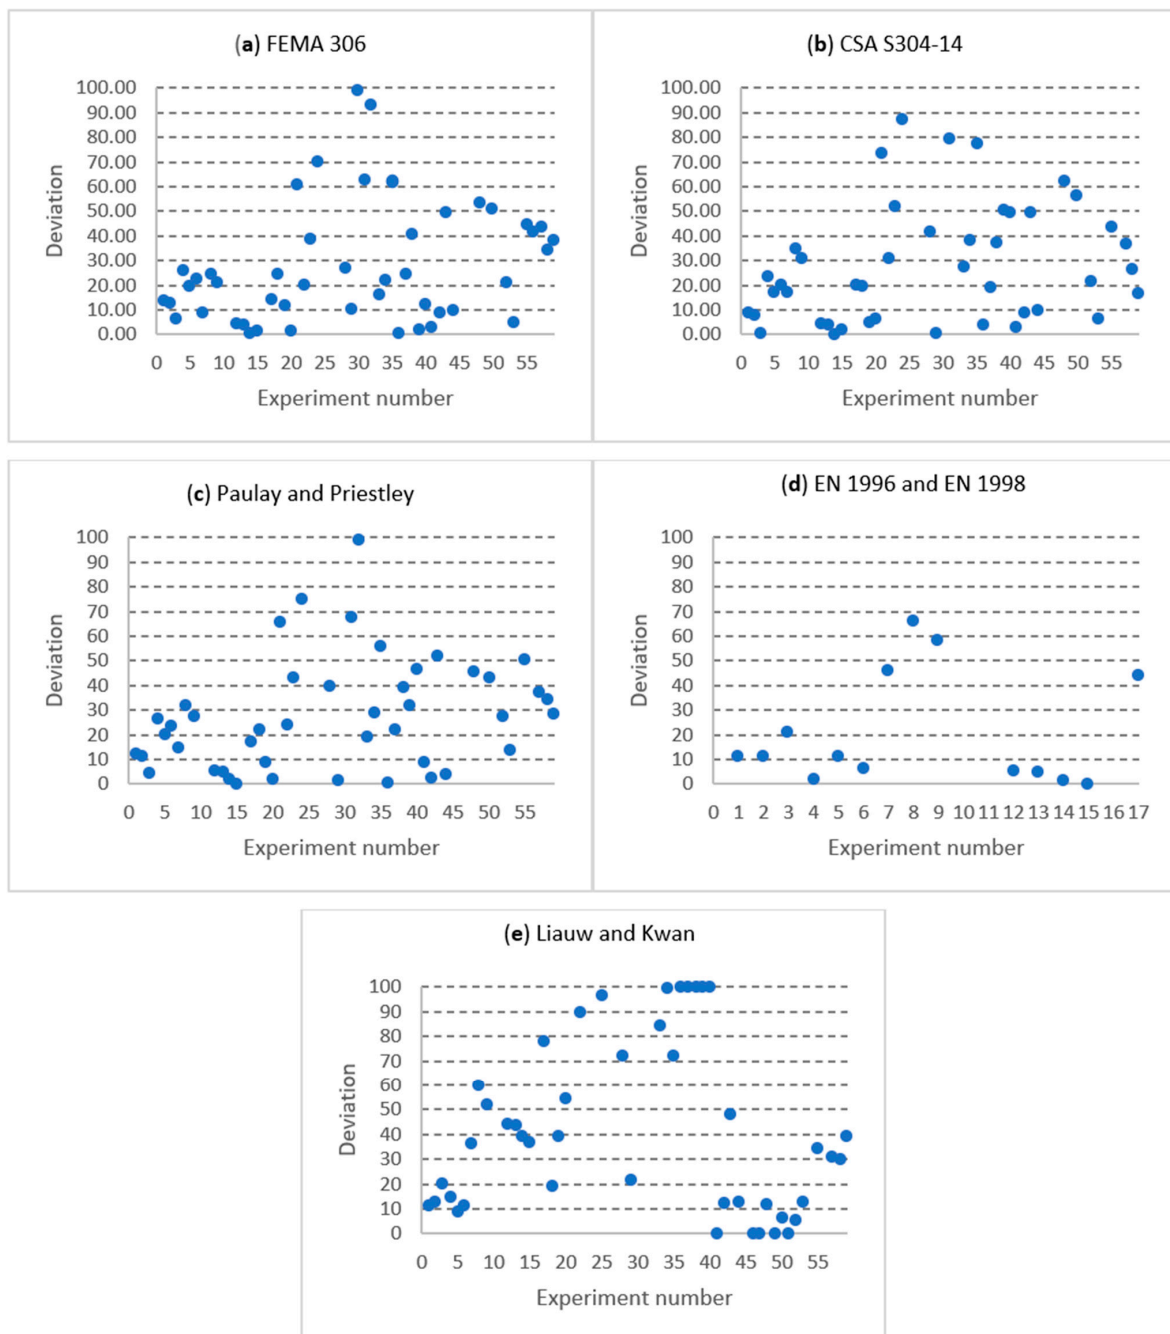 (a) FEMA 306
100.00
90.00
80.00
70.00
60.00
50.00
40.00
30.00
20.00
10.00
0.00
Deviation
0 5 10 15 20 25 30 35 40 45 50 55
Experiment number
(b) CSA S304-14
100.00
90.00
80.00
70.00
60.00
50.00
40.00
30.00
20.00
10.00
0.00
Deviation
0 5 10 15 20 25 30 35 40 45 50 55
Experiment number
(c) Paulay and Priestley
100
90
80
70
60
50
40
30
20
10
0
Deviation
0 5 10 15 20 25 30 35 40 45 50 55
Experiment number
(d) EN 1996 and EN 1998
100
90
80
70
60
50
40
30
20
10
0
Deviation
0 1 2 3 4 5 6 7 8 9 10 11 12 13 14 15 16 17
Experiment number
(e) Liauw and Kwan
100
90
80
70
60
50
40
30
20
10
0
Deviation
0 5 10 15 20 25 30 35 40 45 50 55
Experiment number